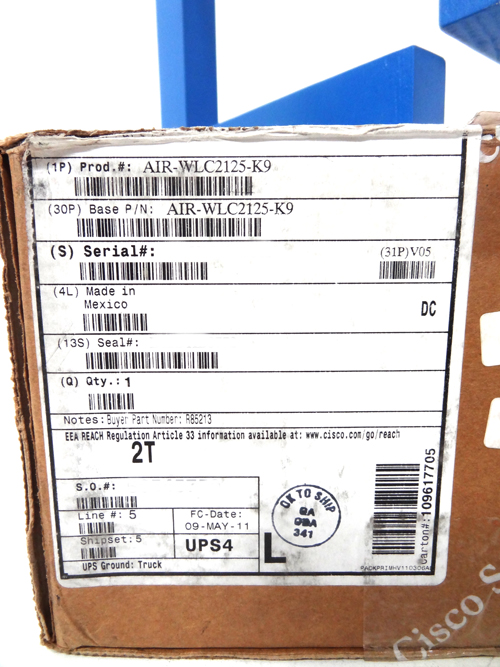 (1P) Prod.#: AIR-WLC2125-K9
(30P) Base P/N: AIR-WLC2125-K9
(S) Serial#:
(31P)V05
(4L) Made in
Mexico
DC
(13S) Seal#:
(Q) Qty.: 1
Notes: Buyer Part Number: R85213
EEA REACH Regulation Article 33 information available at: www.cisco.com/go/reach
2T
S.O.#:
Line #: 5
FC-Date:
09-MAY-11
Shipset: 5
UPS4
UPS Ground: Truck
OK TO SHIP
QA
341
L
Carton#:109617705
Cisco S
Cisco S